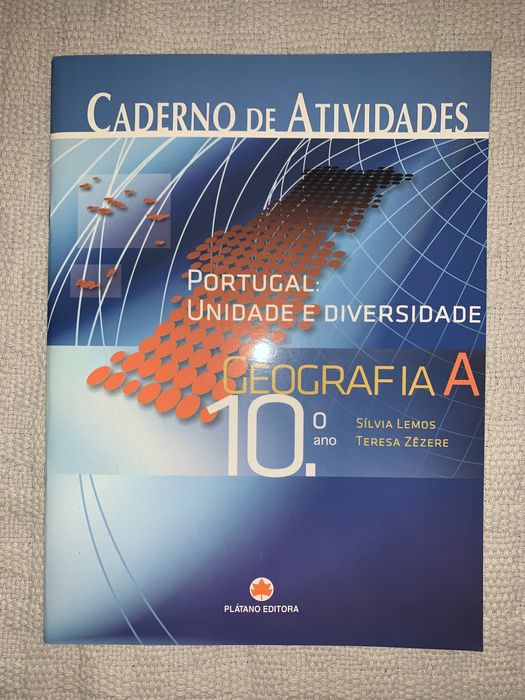 CADERNO DE ATIVIDADES
PORTUGAL:
UNIDADE E DIVERSIDADE
GEOGRAFIA A
10.º ano
SÍLVIA LEMOS
TERESA ZÊZERE
PLÁTANO EDITORA